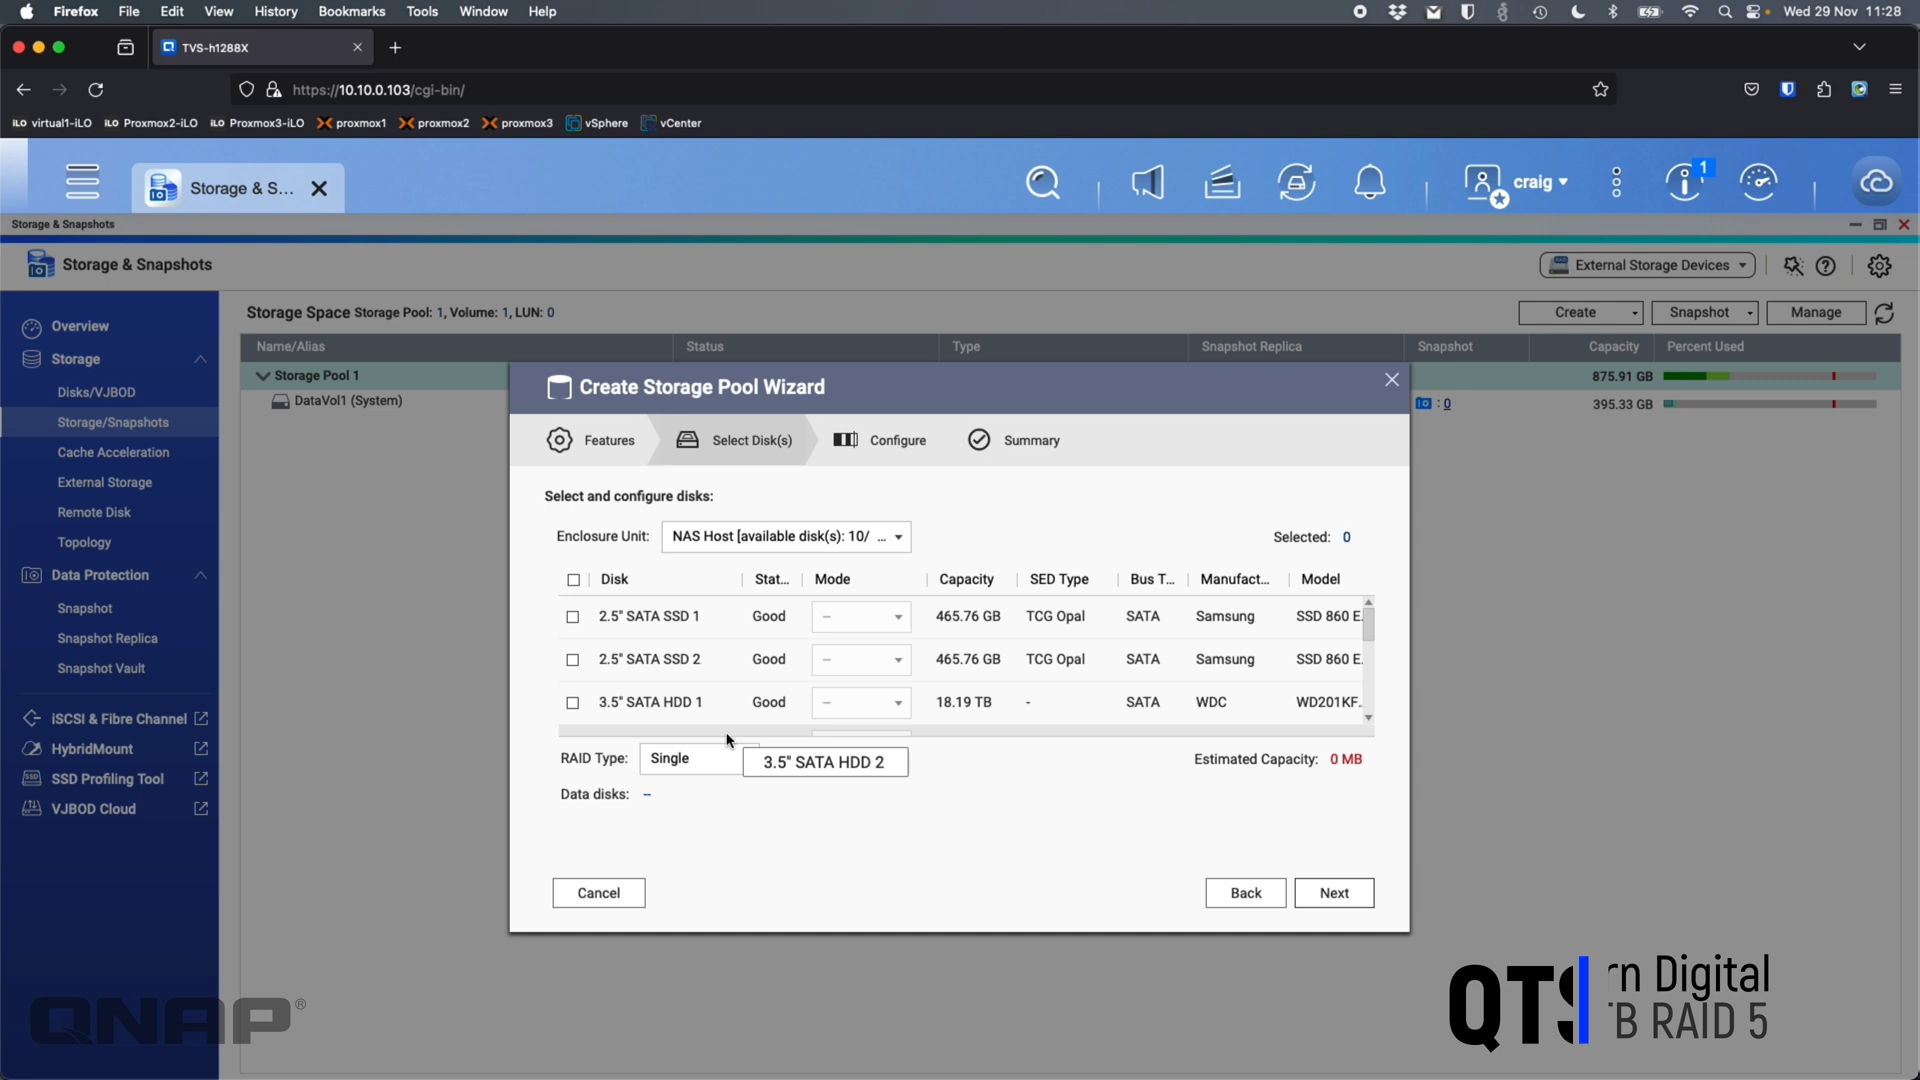 Firefox File Edit View History Bookmarks Tools Window Help
Wed 29 Nov 11:28
TVS-h1288X
https://10.10.0.103/cgi-bin/
iLO virtual1-iLO iLO Proxmox2-iLO iLO Proxmox3-iLO proxmox1 proxmox2 proxmox3 vSphere vCenter
Storage & S...
craig
1
Storage & Snapshots
Storage & Snapshots
External Storage Devices
Overview
Storage
Disks/VJBOD
Storage/Snapshots
Cache Acceleration
External Storage
Remote Disk
Topology
Data Protection
Snapshot
Snapshot Replica
Snapshot Vault
iSCSI & Fibre Channel
HybridMount
SSD Profiling Tool
VJBOD Cloud
Storage Space Storage Pool: 1, Volume: 1, LUN: 0
Create Snapshot Manage
Name/Alias Status Type Snapshot Replica Snapshot Capacity Percent Used
Storage Pool 1 875.91 GB
DataVol1 (System) : 0 395.33 GB
Create Storage Pool Wizard
Features Select Disk(s) Configure Summary
Select and configure disks:
Enclosure Unit: NAS Host [available disk(s): 10/ ... Selected: 0
Disk Stat... Mode Capacity SED Type Bus T... Manufact... Model
2.5" SATA SSD 1 Good -- 465.76 GB TCG Opal SATA Samsung SSD 860 E.
2.5" SATA SSD 2 Good -- 465.76 GB TCG Opal SATA Samsung SSD 860 E.
3.5" SATA HDD 1 Good -- 18.19 TB - SATA WDC WD201KF..
RAID Type: Single Estimated Capacity: 0 MB
3.5" SATA HDD 2
Data disks: --
Cancel Back Next
QNAP®
QTS
rn Digital
B RAID 5